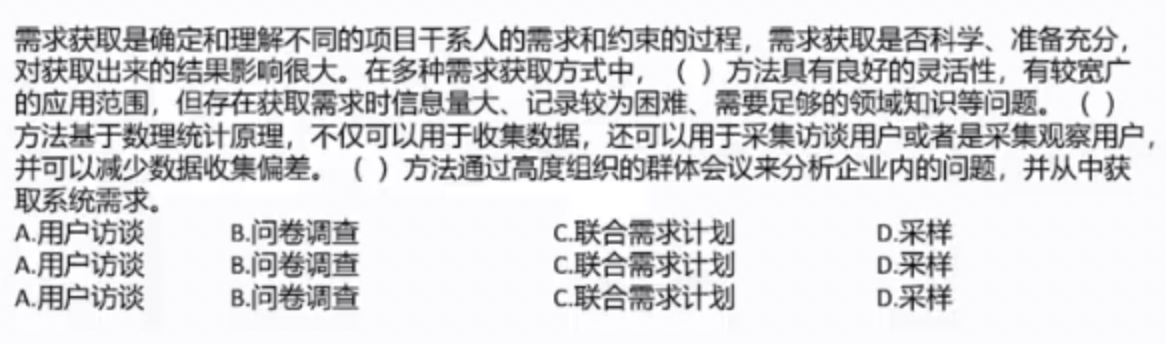 需求获取是确定和理解不同的项目干系人的需求和约束的过程，需求获取是否科学、准备充分，
对获取出来的结果影响很大。在多种需求获取方式中，（ ）方法具有良好的灵活性，有较宽广
的应用范围，但存在获取需求时信息量大、记录较为困难、需要足够的领域知识等问题。（ ）
方法基于数理统计原理，不仅可以用于收集数据，还可以用于采集访谈用户或者是采集观察用户，
并可以减少数据收集偏差。（ ）方法通过高度组织的群体会议来分析企业内的问题，并从中获
取系统需求。
A.用户访谈 B.问卷调查 C.联合需求计划 D.采样
A.用户访谈 B.问卷调查 C.联合需求计划 D.采样
A.用户访谈 B.问卷调查 C.联合需求计划 D.采样